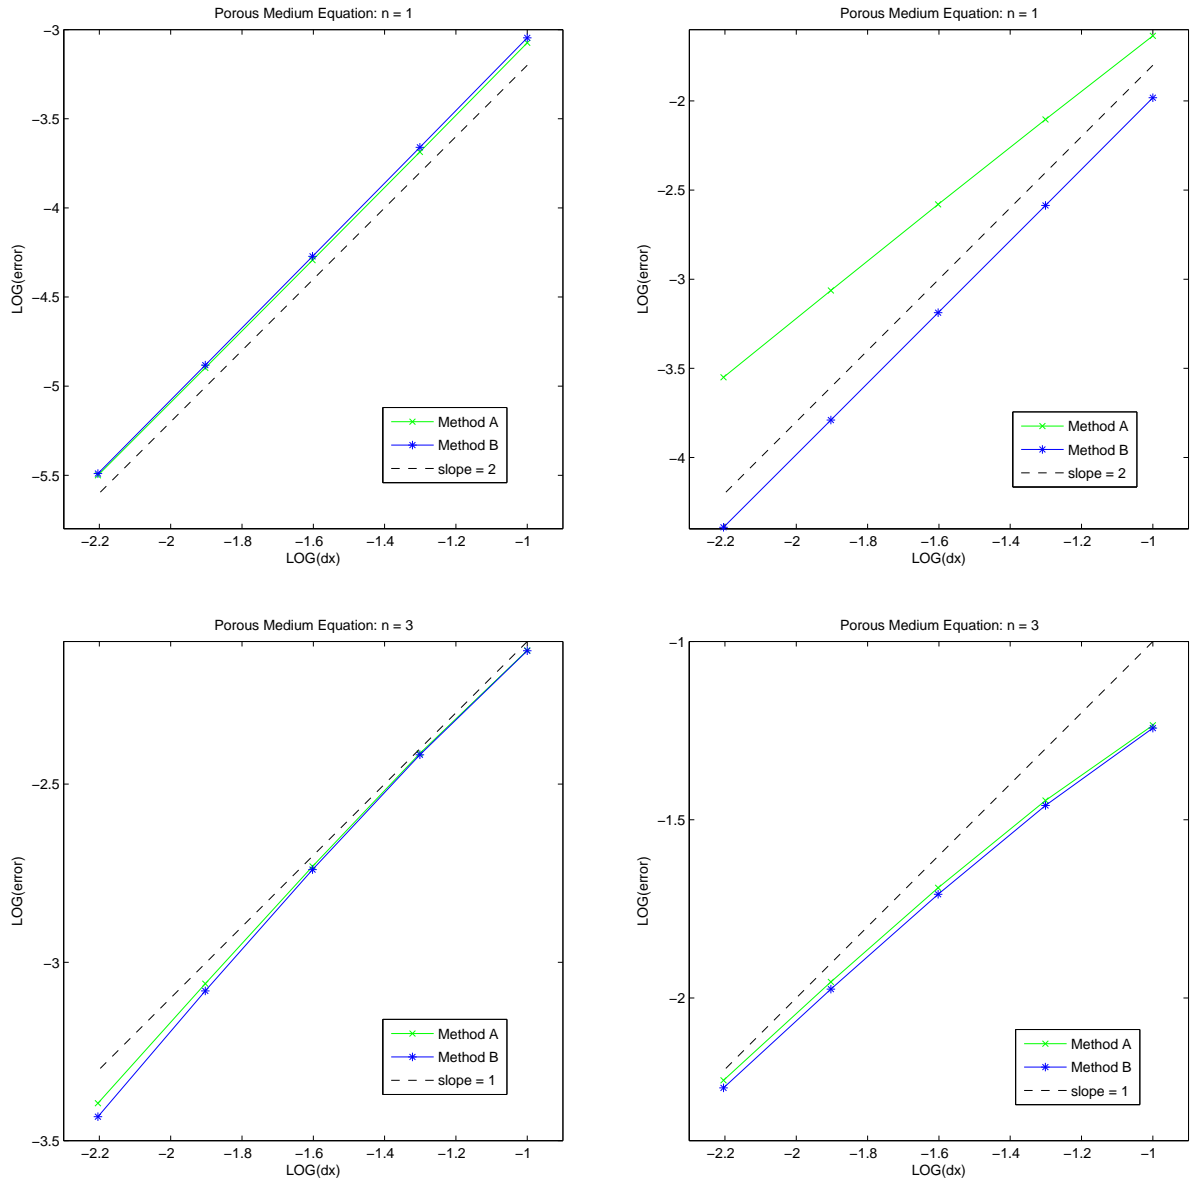 Porous Medium Equation: n = 1
−3
−3.5
−4
−4.5
−5
−5.5
LOG(error)
Method A
Method B
slope = 2
−2.2
−2
−1.8
−1.6
−1.4
−1.2
−1
LOG(dx)
Porous Medium Equation: n = 1
−2
−2.5
−3
−3.5
−4
LOG(error)
Method A
Method B
slope = 2
−2.2
−2
−1.8
−1.6
−1.4
−1.2
−1
LOG(dx)
Porous Medium Equation: n = 3
−2.5
−3
−3.5
LOG(error)
Method A
Method B
slope = 1
−2.2
−2
−1.8
−1.6
−1.4
−1.2
−1
LOG(dx)
Porous Medium Equation: n = 3
−1
−1.5
−2
LOG(error)
Method A
Method B
slope = 1
−2.2
−2
−1.8
−1.6
−1.4
−1.2
−1
LOG(dx)